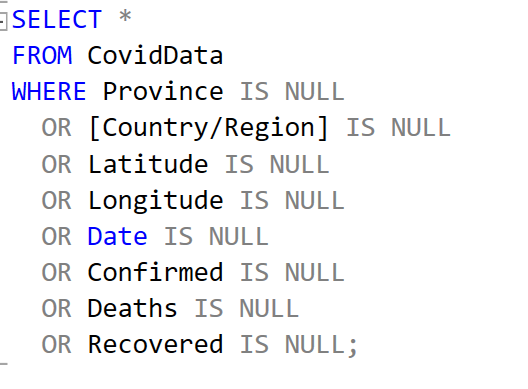 SELECT *
FROM CovidData
WHERE Province IS NULL
OR [Country/Region] IS NULL
OR Latitude IS NULL
OR Longitude IS NULL
OR Date IS NULL
OR Confirmed IS NULL
OR Deaths IS NULL
OR Recovered IS NULL;